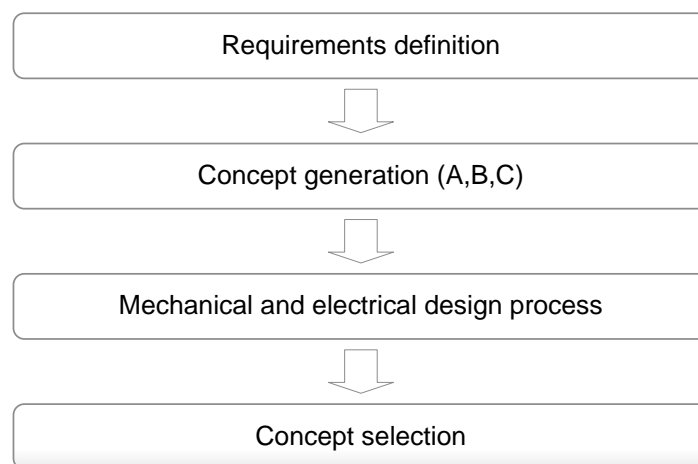 Requirements definition
Concept generation (A,B,C)
Mechanical and electrical design process
Concept selection